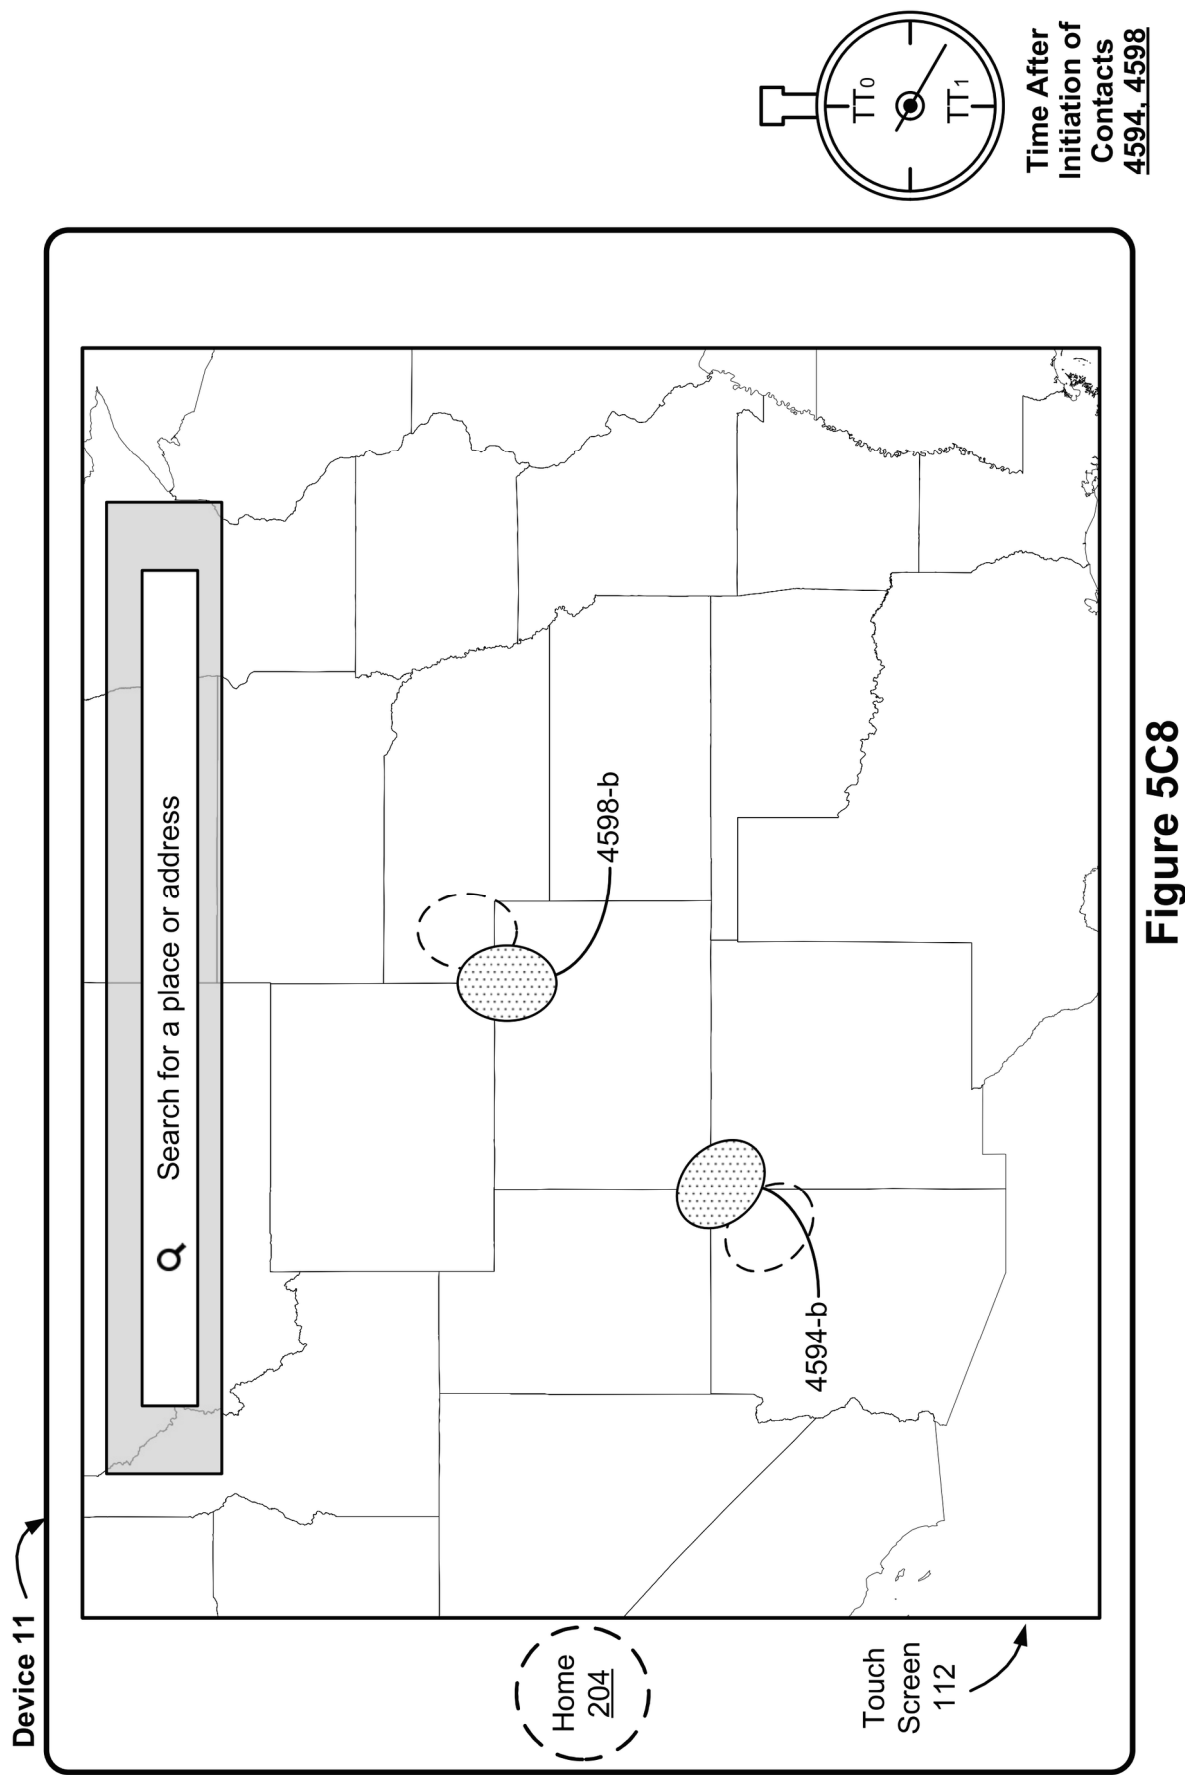 Device 11
Search for a place or address
4598-b
4594-b
Home
204
Touch
Screen
112
TT0
TT1
Time After
Initiation of
Contacts
4594, 4598
Figure 5C8